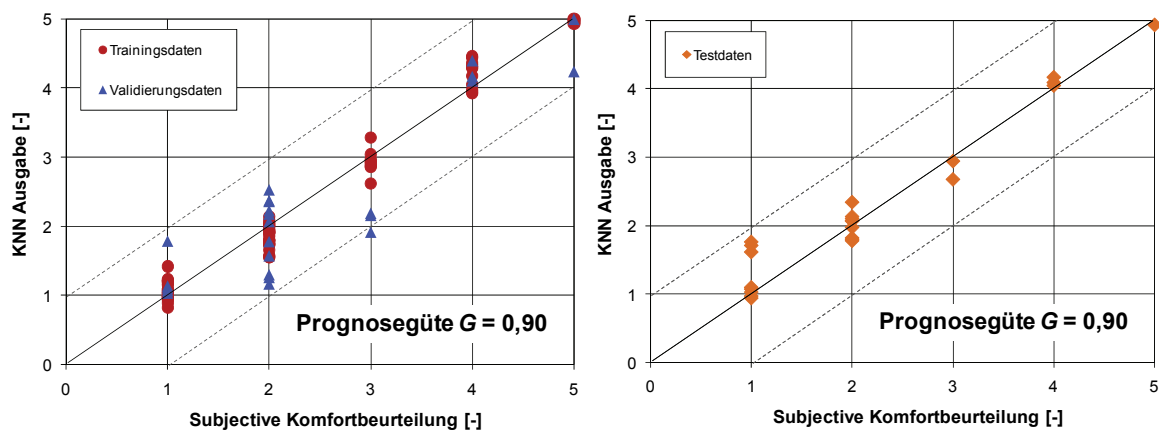 5
4
3
2
1
0
KNN Ausgabe [-]
Trainingsdaten
Validierungsdaten
Prognosegüte G = 0,90
0 1 2 3 4 5
Subjective Komfortbeurteilung [-]
5
4
3
2
1
0
KNN Ausgabe [-]
Testdaten
Prognosegüte G = 0,90
0 1 2 3 4 5
Subjective Komfortbeurteilung [-]